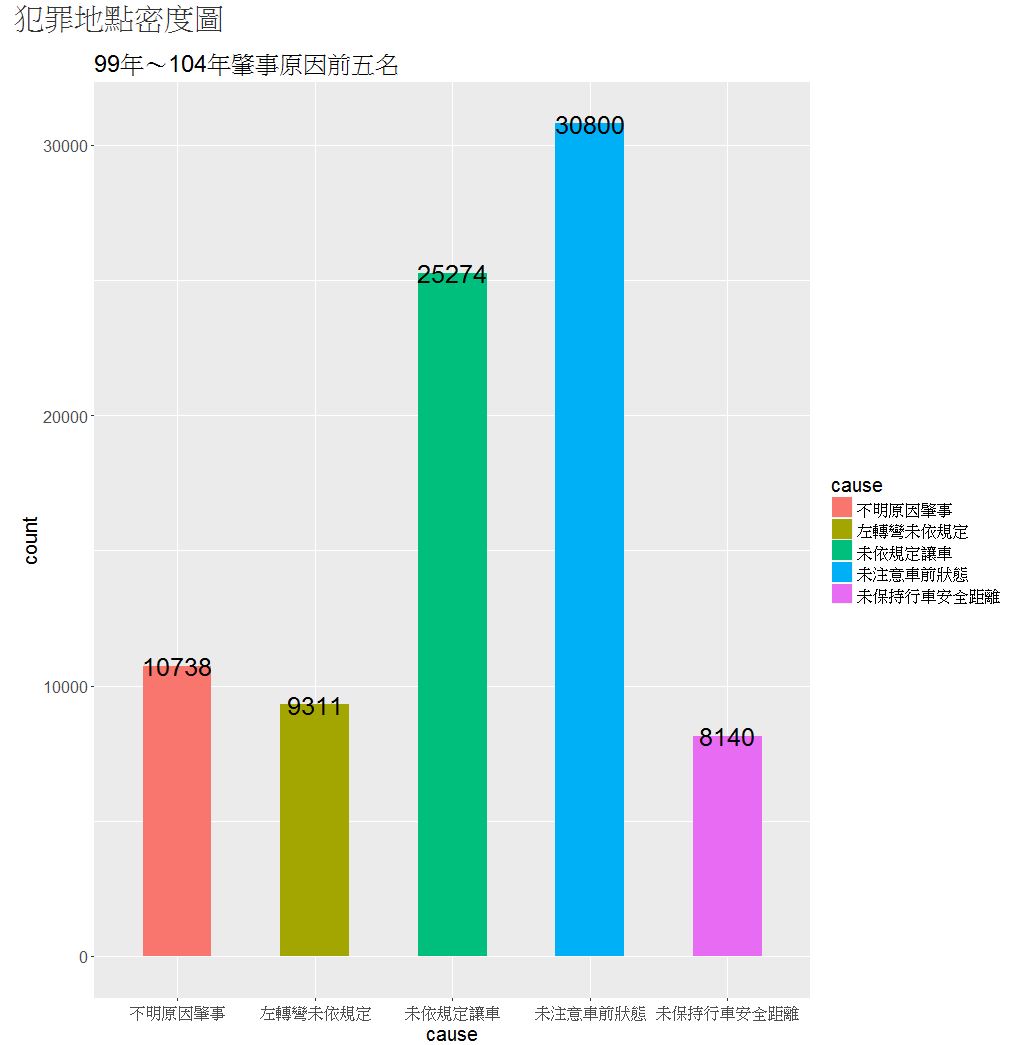 犯罪地點密度圖
99年～104年肇事原因前五名
30000
20000
10000
0
count
10738
9311
25274
30800
8140
不明原因肇事
左轉彎未依規定
未依規定讓車
未注意車前狀態
未保持行車安全距離
cause
cause
不明原因肇事
左轉彎未依規定
未依規定讓車
未注意車前狀態
未保持行車安全距離